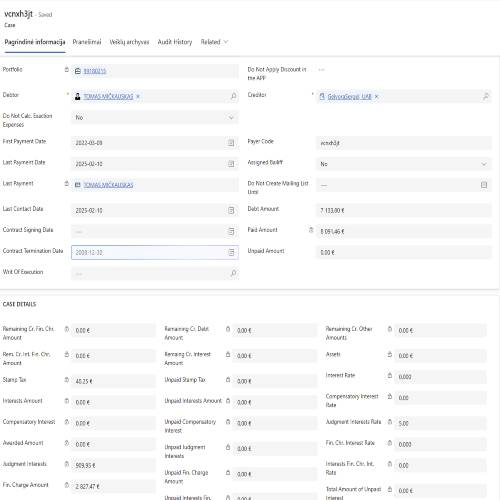 vcnxh3jt - Saved
Case
Pagrindinė informacija Pranešimai Veiklų archyvas Audit History Related
Portfolio 99180215 Do Not Apply Discount in the APP ---
Debtor * TOMAS MIČKAUSKAS × Creditor * Gelvora Sergel, UAB ×
Do Not Calc. Exaction Expenses No
First Payment Date 2022-03-09 Payer Code vcnxh3jt
Last Payment Date 2025-02-10 Assigned Bailiff No
Last Payment TOMAS MIČKAUSKAS Do Not Create Mailing List Until ---
Last Contact Date 2025-02-10 Debt Amount 7 133,80 €
Contract Signing Date --- Paid Amount 8 091,46 €
Contract Termination Date 2008-12-30 Unpaid Amount 0.00 €
Writ Of Execution ---
CASE DETAILS
Remaining Cr. Fin. Chr. Amount 0.00 € Remaining Cr. Debt Amount 0.00 € Remaining Cr. Other Amounts 0.00 €
Rem. Cr. Int. Fin. Chr. Amount 0.00 € Remaing Cr. Interest Amount 0.00 € Assets 0.00 €
Stamp Tax 40.25 € Unpaid Stamp Tax 0.00 € Interest Rate 0.000
Interests Amount 0.00 € Unpaid Interests Amount 0.00 € Compensatory Interest Rate 0.00
Compensatory Interest 0.00 € Unpaid Compensatory Interest 0.00 € Judgment Interests Rate 5.00
Awarded Amount 0.00 € Unpaid Judgment Interests 0.00 € Fin. Chr. Interest Rate 0.000
Judgment Interests 909.95 € Unpaid Fin. Charge Amount 0.00 € Interests Fin. Chr. Int. Rate 0.00
Fin. Charge Amount 2 827.47 € Unpaid Interests Fin. 0.00 € Total Amount of Unpaid Interest 0.00 €